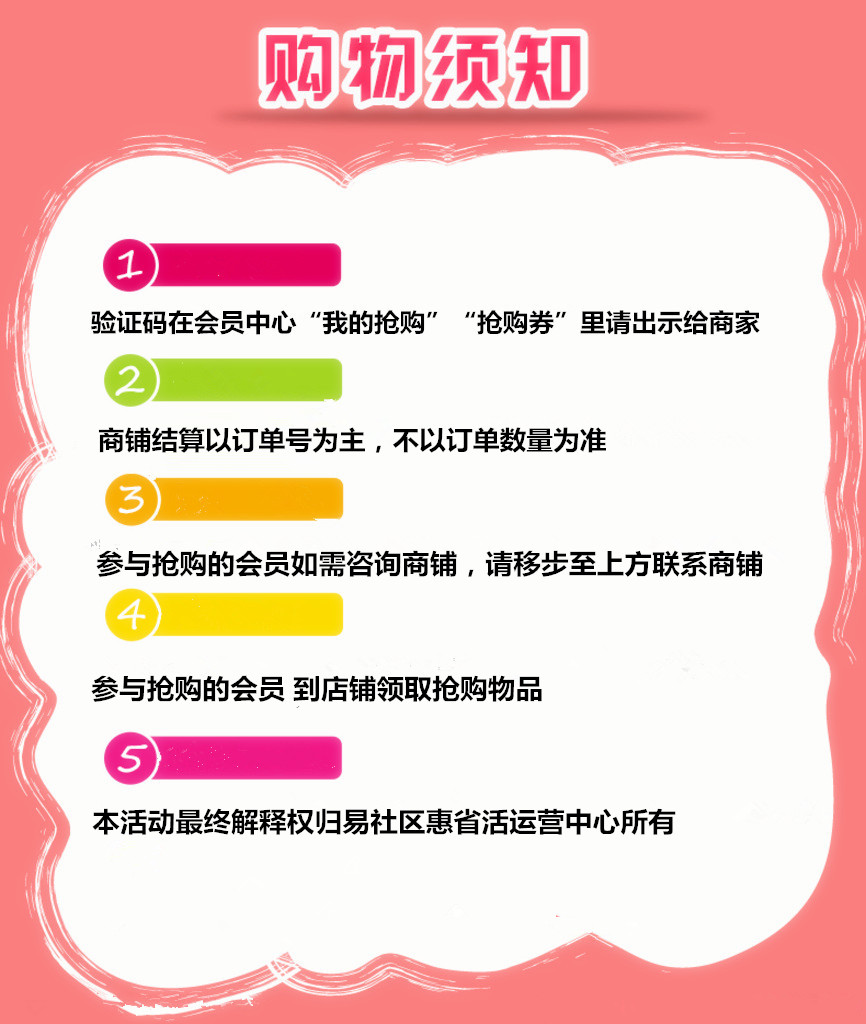 购物须知
1
验证码在会员中心“我的抢购”“抢购券”里请出示给商家
2
商铺结算以订单号为主，不以订单数量为准
3
参与抢购的会员如需咨询商铺，请移步至上方联系商铺
4
参与抢购的会员 到店铺领取抢购物品
5
本活动最终解释权归易社区惠省活运营中心所有